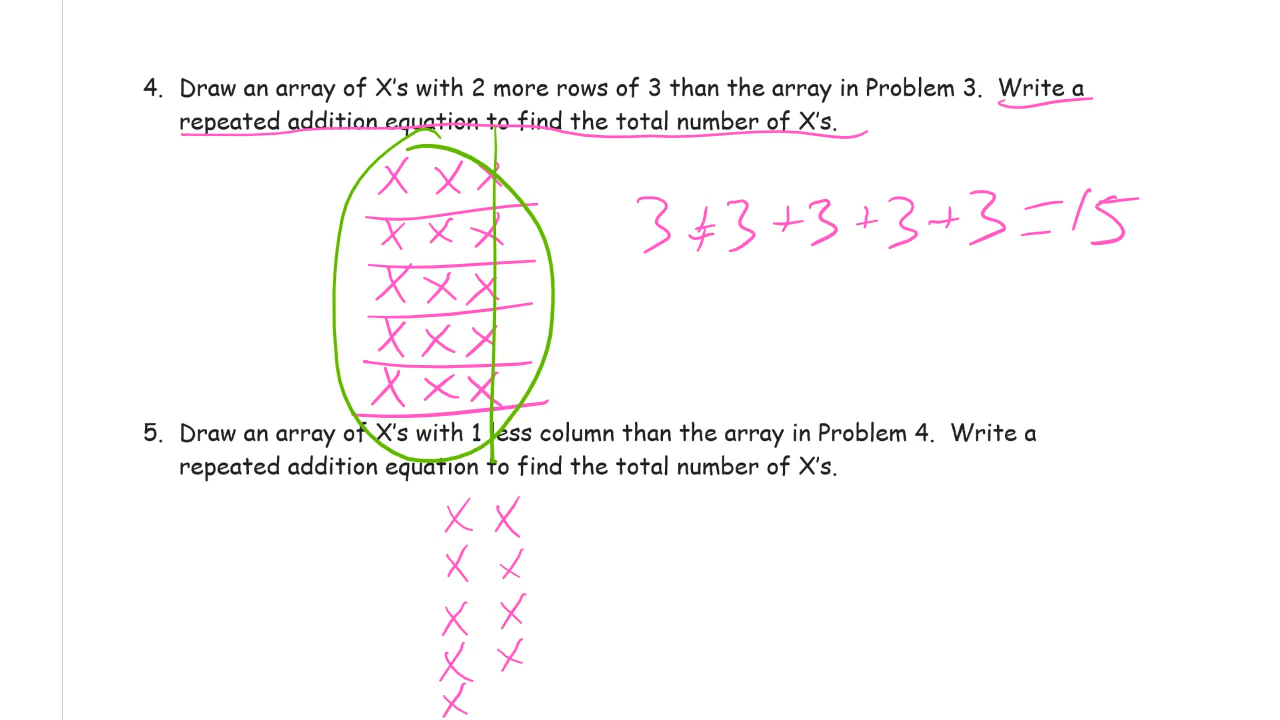 4. Draw an array of X's with 2 more rows of 3 than the array in Problem 3. Write a
repeated addition equation to find the total number of X's.
X X X
3 + 3 + 3 + 3 + 3 = 15
X X X
X X X
X X X
X X X
5. Draw an array of X's with 1 less column than the array in Problem 4. Write a
repeated addition equation to find the total number of X's.
X X
X X
X X
X X
X